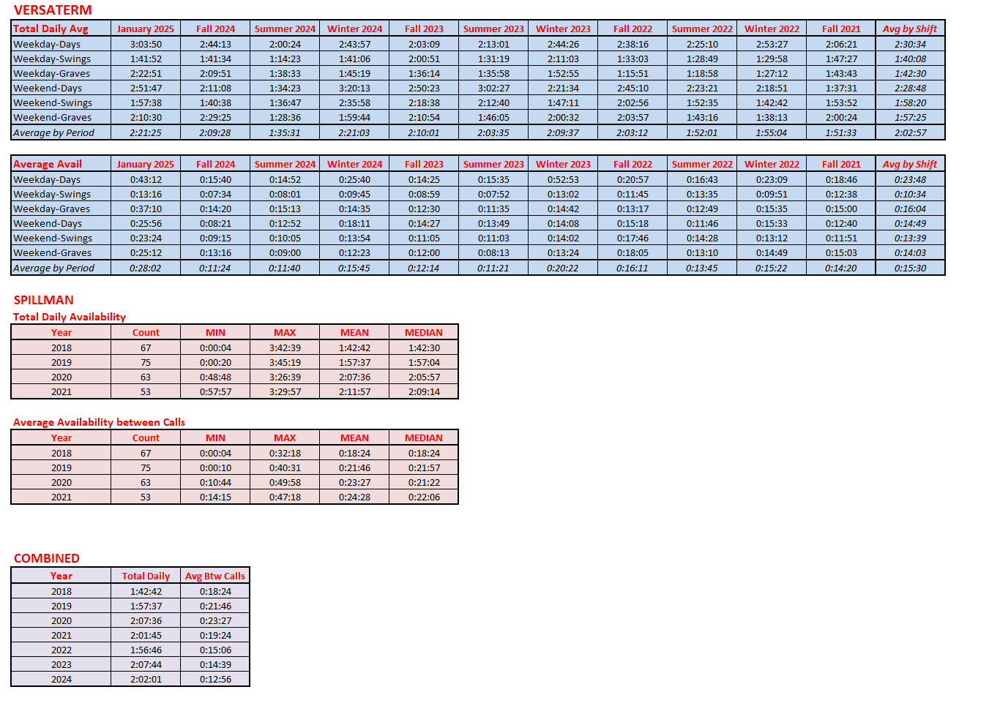 VERSATERM
Total Daily Avg January 2025 Fall 2024 Summer 2024 Winter 2024 Fall 2023 Summer 2023 Winter 2023 Fall 2022 Summer 2022 Winter 2022 Fall 2021 Avg by Shift
Weekday-Days 3:03:50 2:44:13 2:00:24 2:43:57 2:03:09 2:13:01 2:44:26 2:38:16 2:25:10 2:53:27 2:06:21 2:30:34
Weekday-Swings 1:41:52 1:41:34 1:14:23 1:41:06 2:00:51 1:31:19 2:11:03 1:33:03 1:28:49 1:29:58 1:47:27 1:40:08
Weekday-Graves 2:22:51 2:09:51 1:38:33 1:45:19 1:36:14 1:35:58 1:52:55 1:15:51 1:18:58 1:27:12 1:43:43 1:42:30
Weekend-Days 2:51:47 2:11:08 1:34:23 3:20:13 2:50:23 3:02:27 2:21:34 2:45:10 2:23:21 2:18:51 1:37:31 2:28:48
Weekend-Swings 1:57:38 1:40:38 1:36:47 2:35:58 2:18:38 2:12:40 1:47:11 2:02:56 1:52:35 1:42:42 1:53:52 1:58:20
Weekend-Graves 2:10:30 2:29:25 1:28:36 1:59:44 2:10:54 1:46:05 2:00:32 2:03:57 1:43:16 1:38:13 2:00:24 1:57:25
Average by Period 2:21:25 2:09:28 1:35:31 2:21:03 2:10:01 2:03:35 2:09:37 2:03:12 1:52:01 1:55:04 1:51:33 2:02:57
Average Avail January 2025 Fall 2024 Summer 2024 Winter 2024 Fall 2023 Summer 2023 Winter 2023 Fall 2022 Summer 2022 Winter 2022 Fall 2021 Avg by Shift
Weekday-Days 0:43:12 0:15:40 0:14:52 0:25:40 0:14:25 0:15:35 0:52:53 0:20:57 0:16:43 0:23:09 0:18:46 0:23:48
Weekday-Swings 0:13:16 0:07:34 0:08:01 0:09:45 0:08:59 0:07:52 0:13:02 0:11:45 0:13:35 0:09:51 0:12:38 0:10:34
Weekday-Graves 0:37:10 0:14:20 0:15:13 0:14:35 0:12:30 0:11:35 0:14:42 0:13:17 0:12:49 0:15:35 0:15:00 0:16:04
Weekend-Days 0:25:56 0:08:21 0:12:52 0:18:11 0:14:27 0:13:49 0:14:08 0:15:18 0:11:46 0:15:33 0:12:40 0:14:49
Weekend-Swings 0:23:24 0:09:15 0:10:05 0:13:54 0:11:05 0:11:03 0:14:02 0:17:46 0:14:28 0:13:12 0:11:51 0:13:39
Weekend-Graves 0:25:12 0:13:16 0:09:00 0:12:23 0:12:00 0:08:13 0:13:24 0:18:05 0:13:10 0:14:49 0:15:03 0:14:03
Average by Period 0:28:02 0:11:24 0:11:40 0:15:45 0:12:14 0:11:21 0:20:22 0:16:11 0:13:45 0:15:22 0:14:20 0:15:30
SPILLMAN
Total Daily Availability
Year Count MIN MAX MEAN MEDIAN
2018 67 0:00:04 3:42:39 1:42:42 1:42:30
2019 75 0:00:20 3:45:19 1:57:37 1:57:04
2020 63 0:48:48 3:26:39 2:07:36 2:05:57
2021 53 0:57:57 3:29:57 2:11:57 2:09:14
Average Availability between Calls
Year Count MIN MAX MEAN MEDIAN
2018 67 0:00:04 0:32:18 0:18:24 0:18:24
2019 75 0:00:10 0:40:31 0:21:46 0:21:57
2020 63 0:10:44 0:49:58 0:23:27 0:21:22
2021 53 0:14:15 0:47:18 0:24:28 0:22:06
COMBINED
Year Total Daily Avg Btw Calls
2018 1:42:42 0:18:24
2019 1:57:37 0:21:46
2020 2:07:36 0:23:27
2021 2:01:45 0:19:24
2022 1:56:46 0:15:06
2023 2:07:44 0:14:39
2024 2:02:01 0:12:56